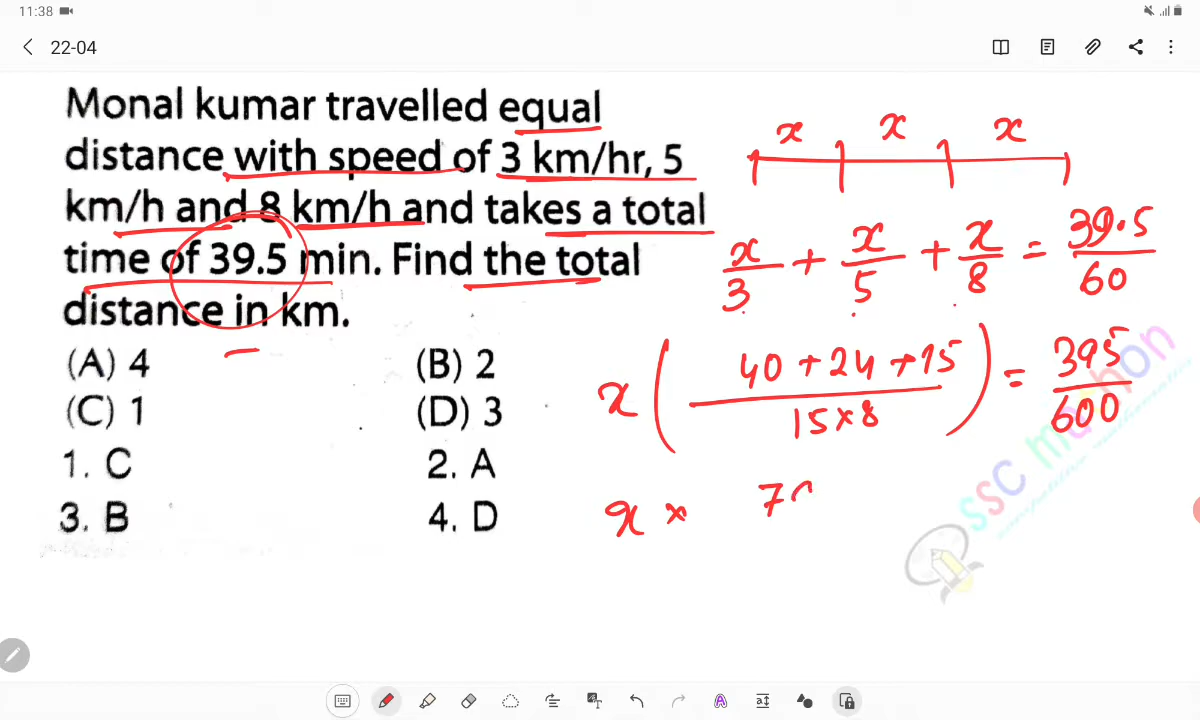 11:38
22-04
Monal kumar travelled equal
distance with speed of 3 km/hr, 5
km/h and 8 km/h and takes a total
time of 39.5 min. Find the total
distance in km.
(A) 4 (B) 2
(C) 1 (D) 3
1. C 2. A
3. B 4. D
x x x
x/3 + x/5 + x/8 = 39.5/60
x ( 40 + 24 + 15 / 15 × 8 ) = 395/600
x × 7
SSC